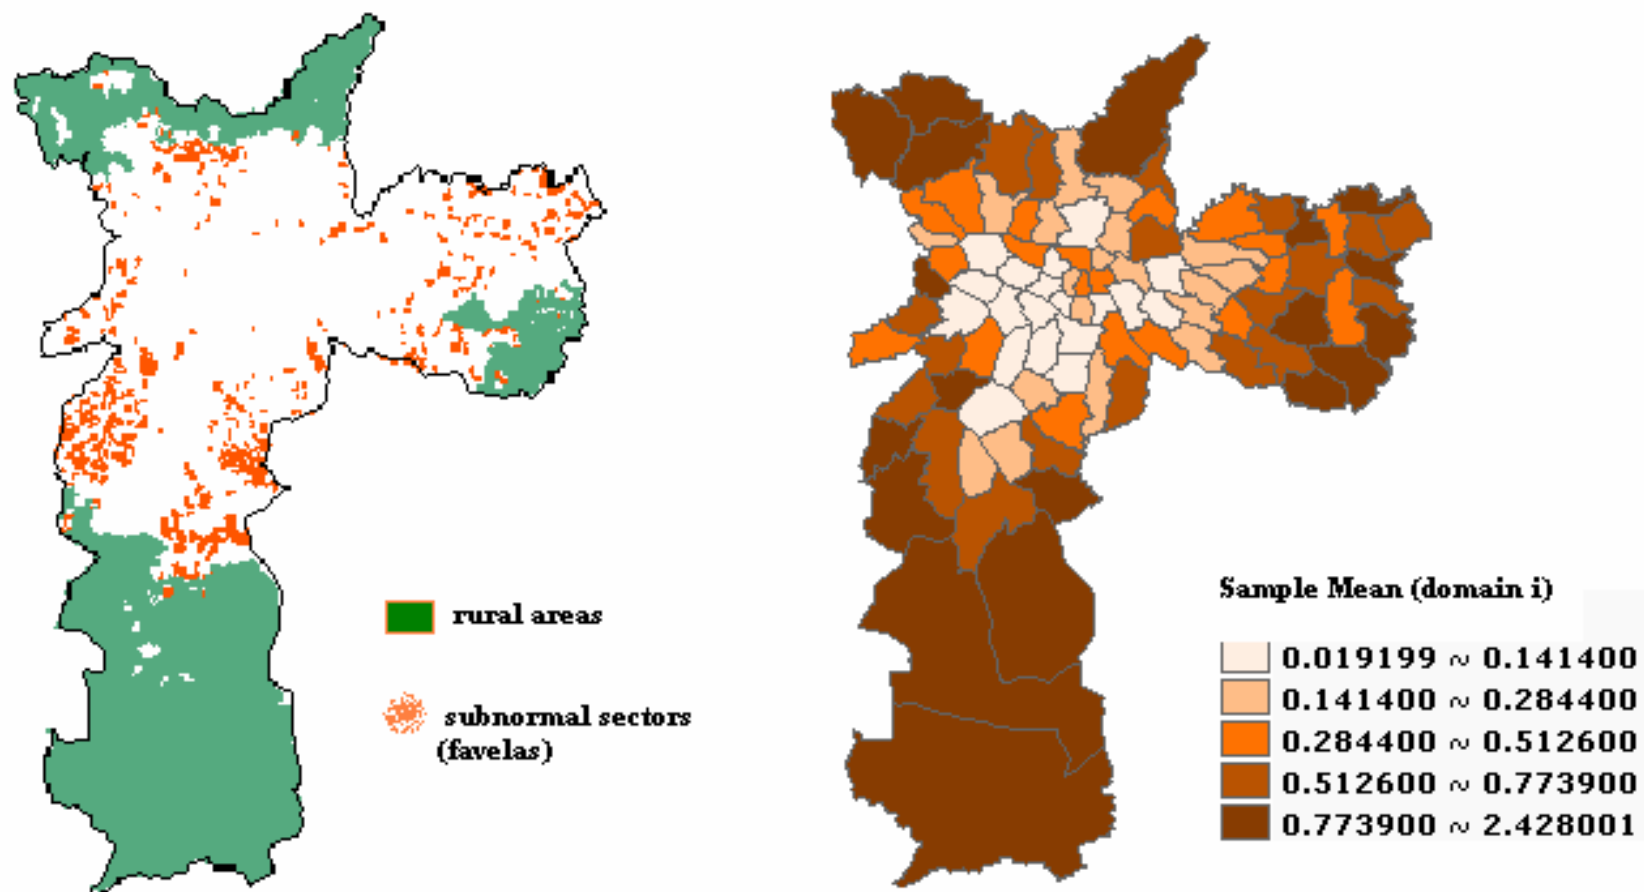 rural areas
subnormal sectors
(favelas)
Sample Mean (domain i)
0.019199 ~ 0.141400
0.141400 ~ 0.284400
0.284400 ~ 0.512600
0.512600 ~ 0.773900
0.773900 ~ 2.428001